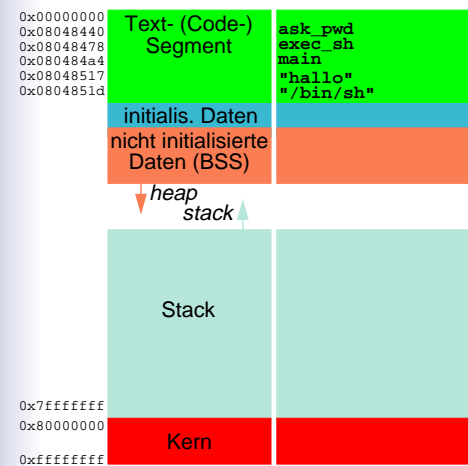 0x00000000
0x08048440
0x08048478
0x080484a4
0x08048517
0x0804851d
Text- (Code-)
Segment
ask_pwd
exec_sh
main
"hallo"
"/bin/sh"
initialis. Daten
nicht initialisierte
Daten (BSS)
heap
stack
Stack
0x7fffffff
0x80000000
Kern
0xffffffff